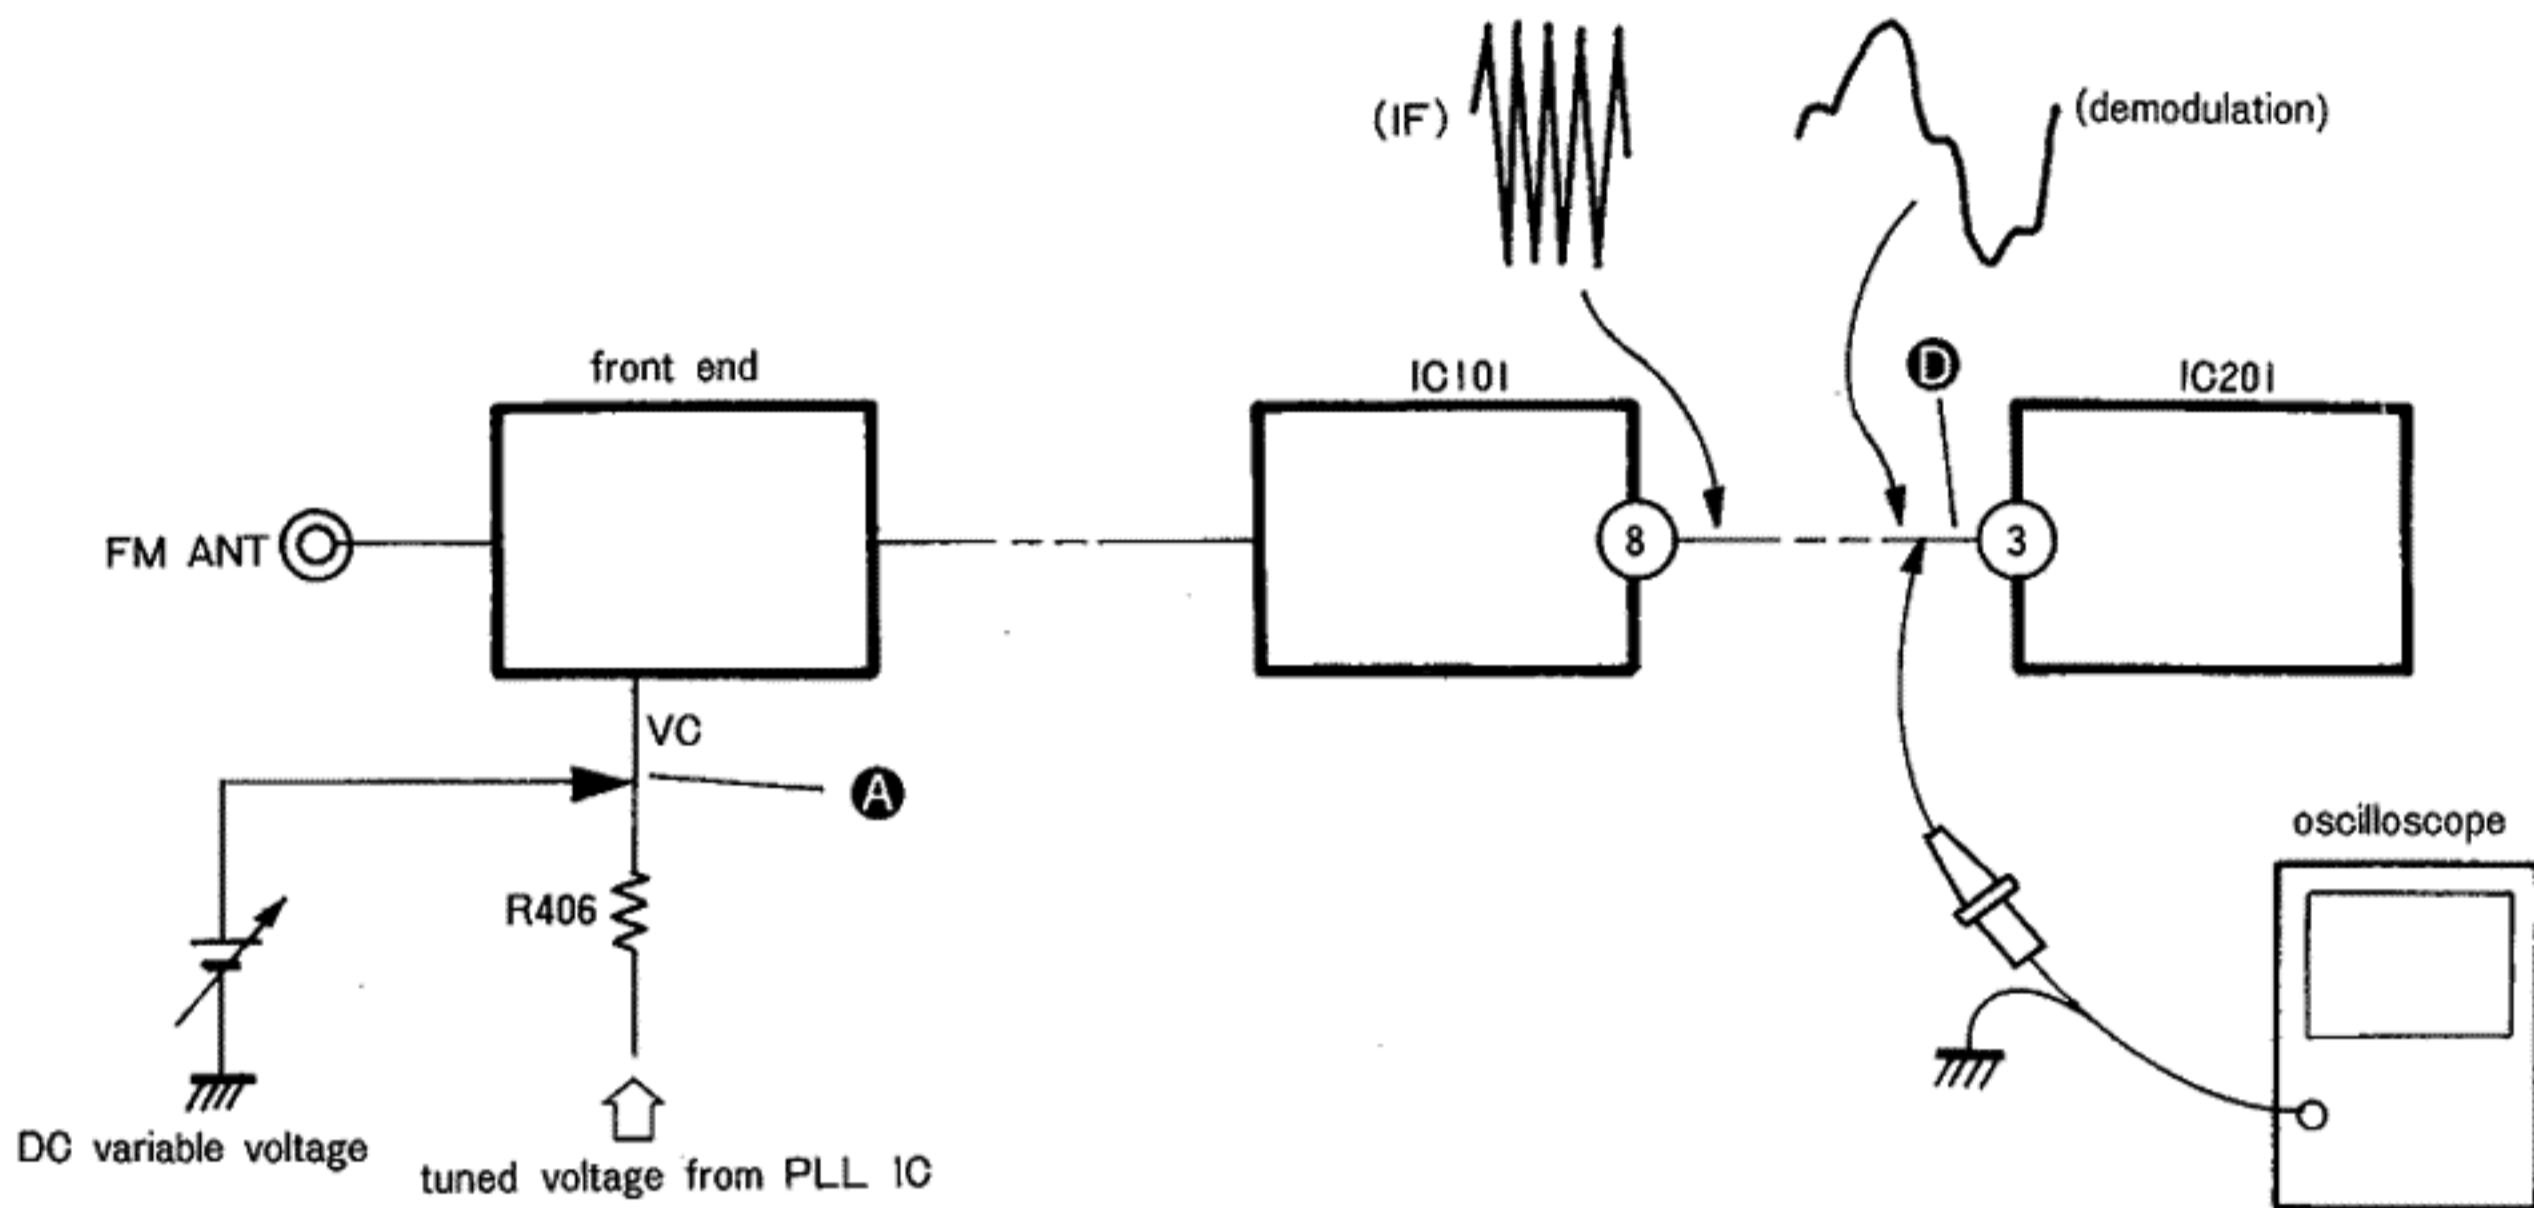 (IF)
(demodulation)
front end
IC101
D
IC201
FM ANT
8
3
VC
A
R406
oscilloscope
DC variable voltage
tuned voltage from PLL IC